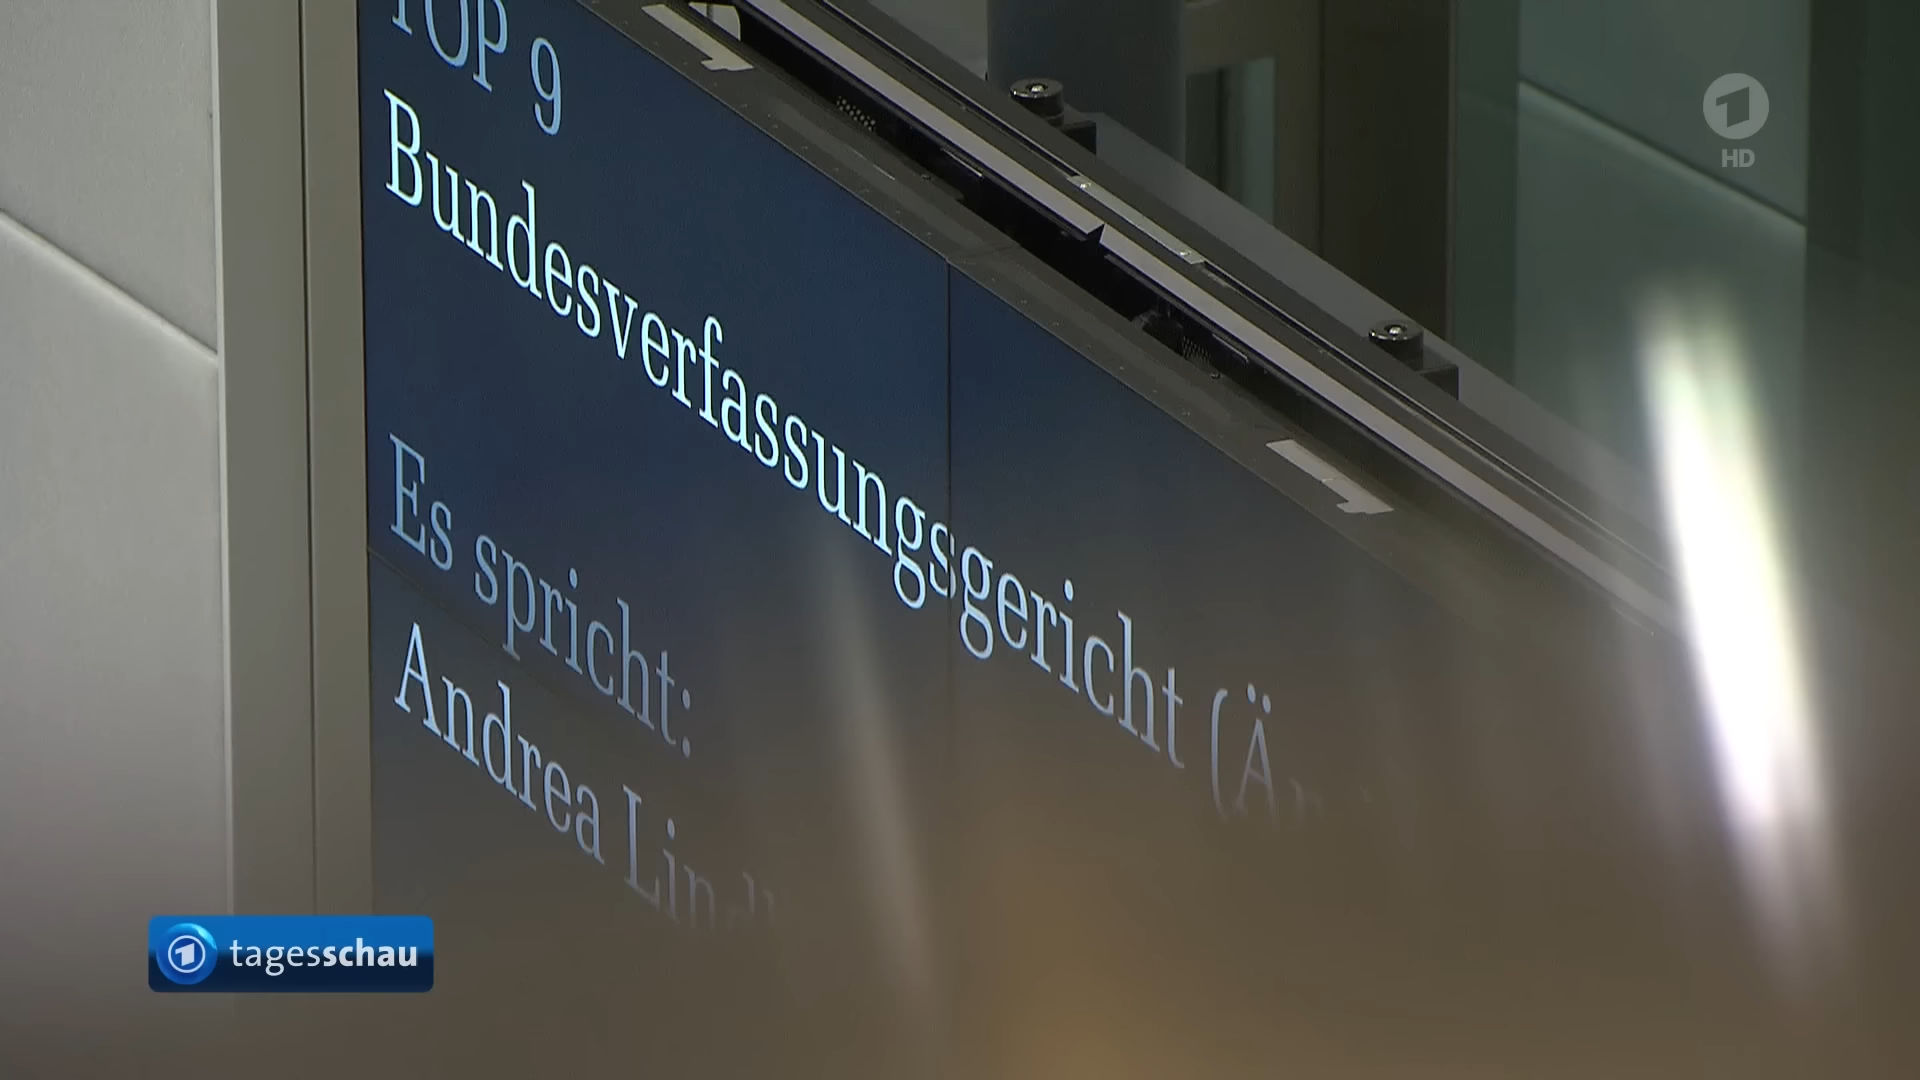 TOP 9
Bundesverfassungsgericht (Ä
Es spricht:
Andrea
HD
tagesschau